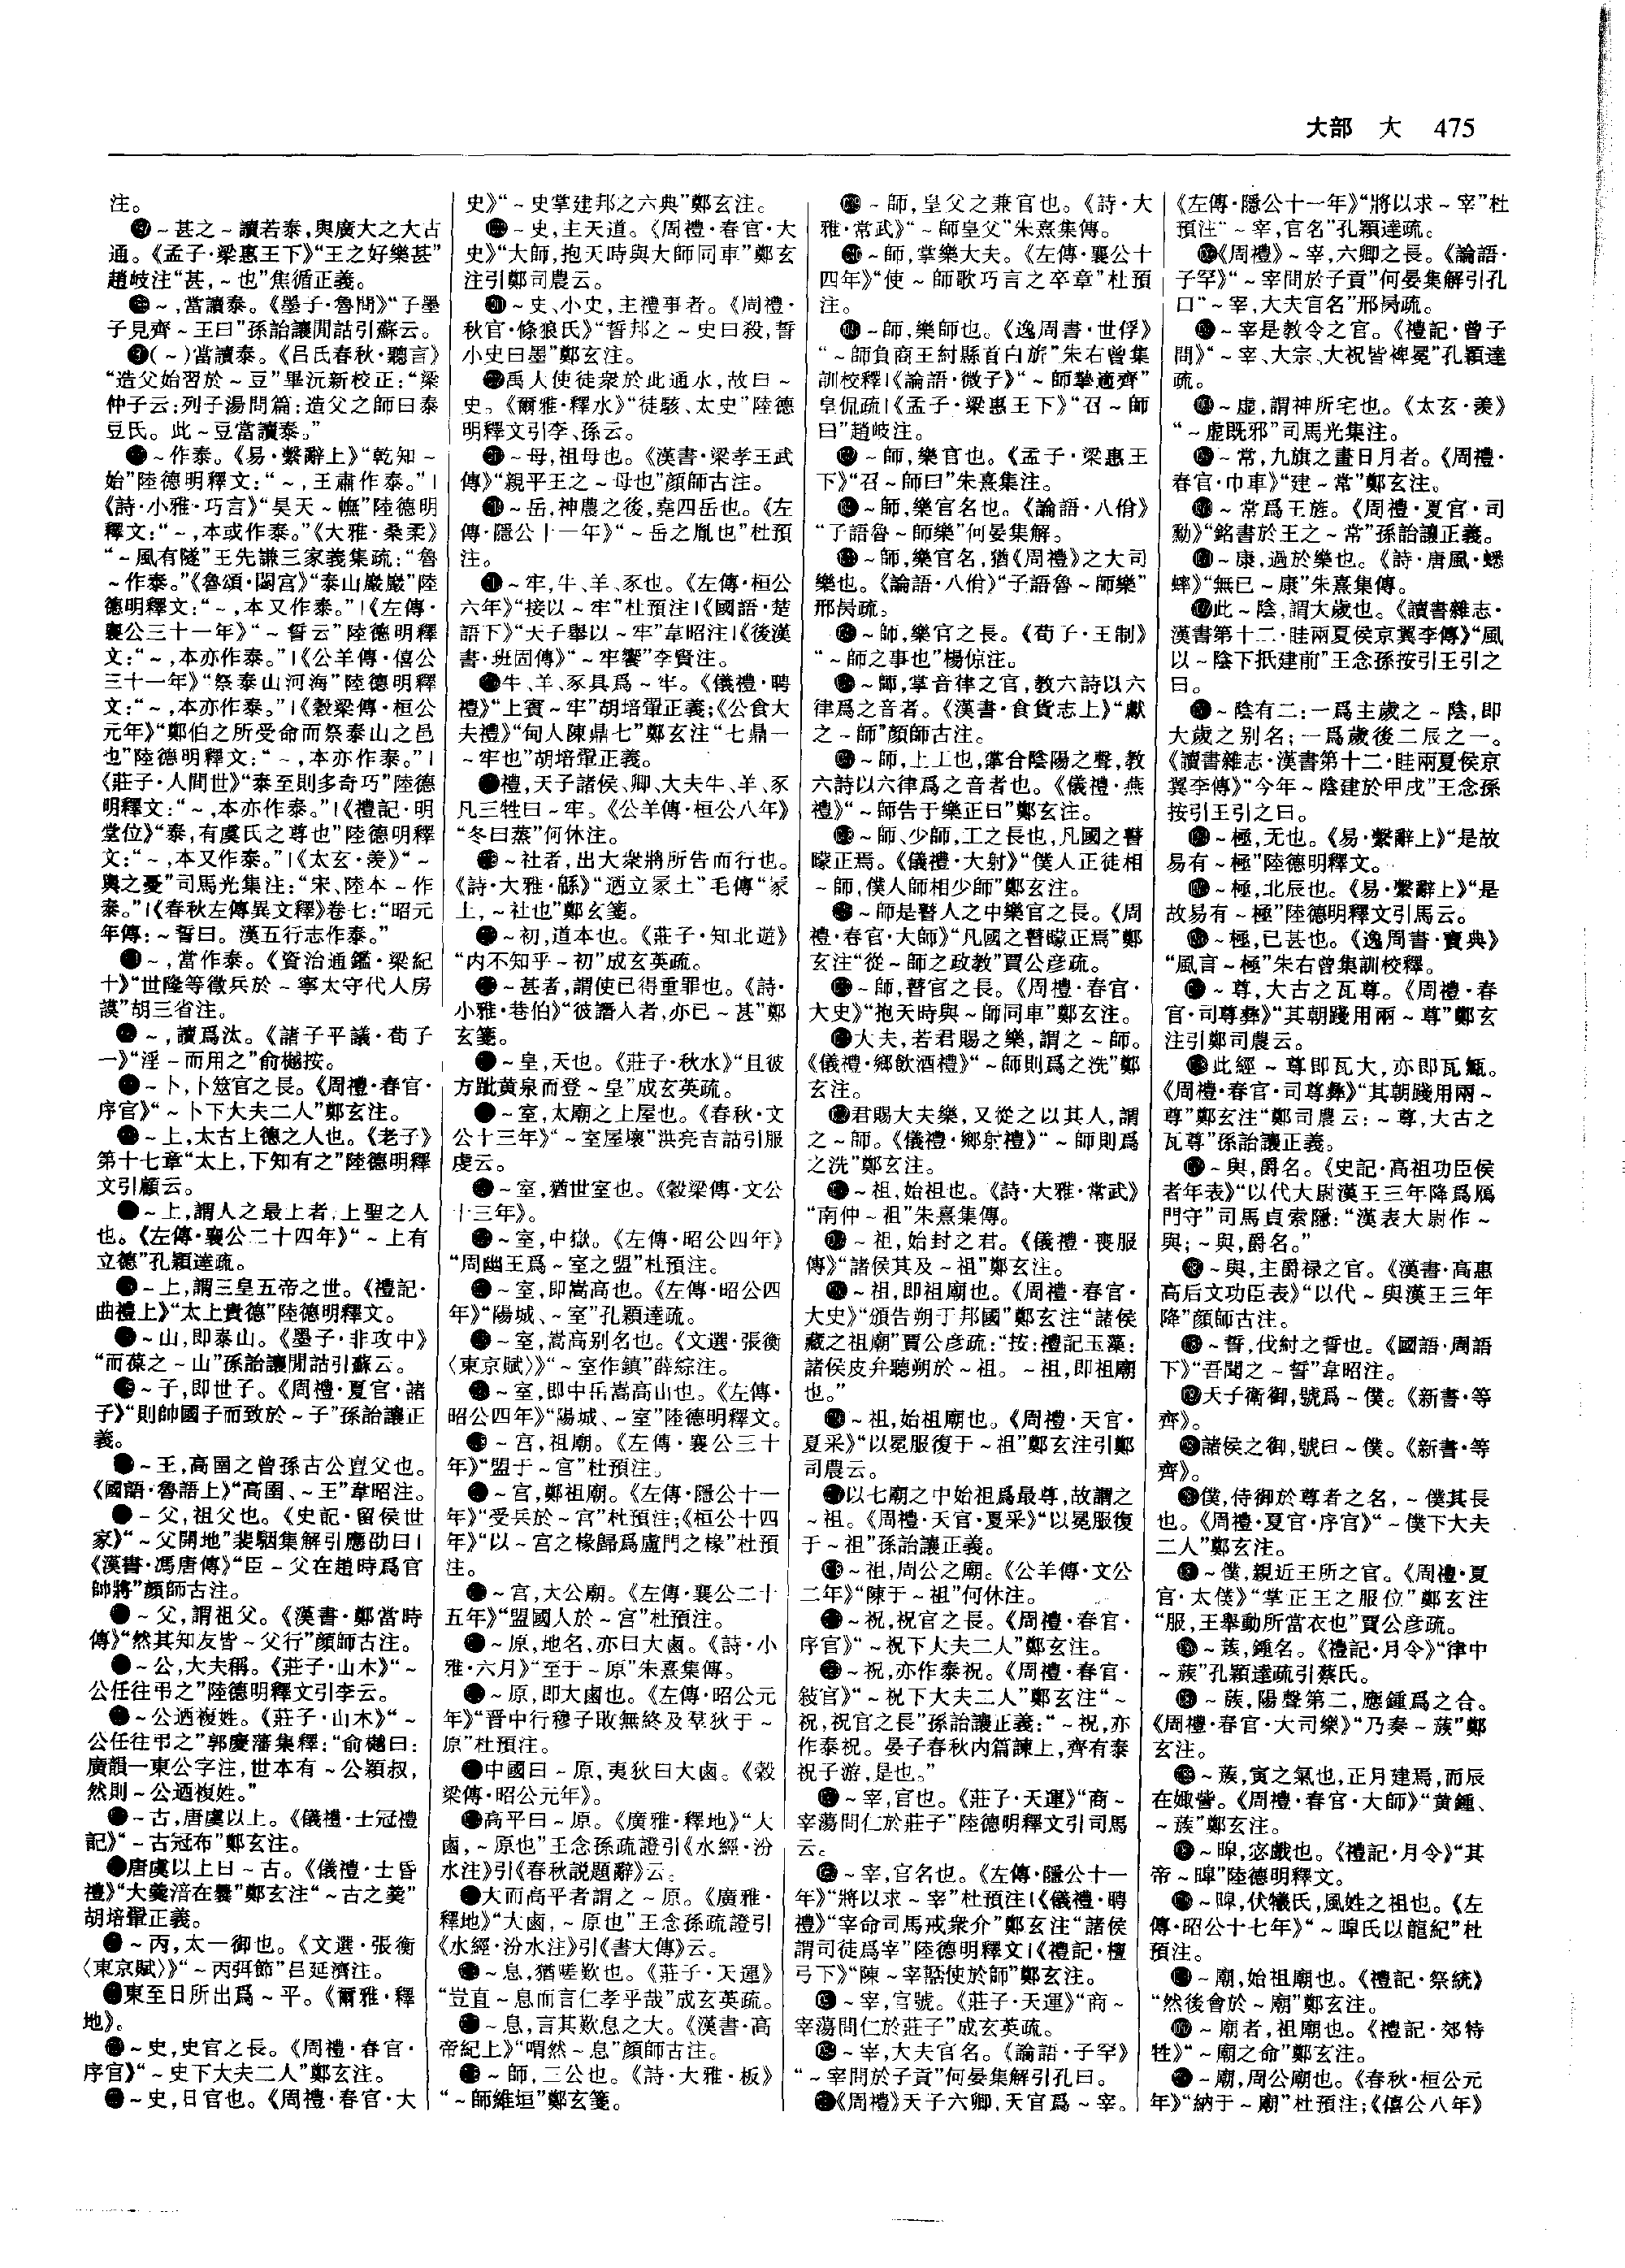 大部　大　475
注。
～甚之～讀若泰,與廣大之大古
通。《孟子·梁惠王下》“王之好樂甚”
趙岐注“甚,～也”焦循正義。
～,當讀泰。《墨子·魯問》“子墨
子見齊～王曰”孫詒讓閒詁引蘇云。
(～)當讀泰。《吕氏春秋·聽言》
“造父始習於～豆”畢沅新校正:“梁
仲子云:列子湯問篇:造父之師曰泰
豆氏。此～豆當讀泰。”
～作泰。《易·繫辭上》“乾知～
始”陸德明釋文:“～,王肅作泰。”|
《詩·小雅·巧言》“昊天～憮”陸德明
釋文:“～,本或作泰。”《大雅·桑柔》
“～風有隧”王先謙三家義集疏:“魯
～作泰。”《魯頌·閟宫》“泰山巖巖”陸
德明釋文:“～,本又作泰。”|《左傳·
襄公三十一年》“～誓云”陸德明釋
文:“～,本亦作泰。”|《公羊傳·僖公
三十一年》“祭泰山河海”陸德明釋
文:“～,本亦作泰。”|《穀梁傳·桓公
元年》“鄭伯之所受命而祭泰山之邑
也”陸德明釋文:“～,本亦作泰。”|
《莊子·人間世》“泰至則多奇巧”陸德
明釋文:“～,本亦作泰。”|《禮記·明
堂位》“泰,有虞氏之尊也”陸德明釋
文:“～,本又作泰。”|《太玄·羡》“～
輿之憂”司馬光集注:“宋、陸本～作
泰。”|《春秋左傳異文釋》卷七:“昭元
年傳:～誓曰。漢五行志作泰。”
～,當作泰。《資治通鑑·梁紀
十》“世隆等徵兵於～寧太守代人房
謨”胡三省注。
～,讀爲汰。《諸子平議·荀子
一》“淫～而用之”俞樾按。
～卜,卜筮官之長。《周禮·春官·
序官》“～卜下大夫二人”鄭玄注。
～上,太古上德之人也。《老子》
第十七章“太上,下知有之”陸德明釋
文引顧云。
～上,謂人之最上者,上聖之人
也。《左傳·襄公二十四年》“～上有
立德”孔穎達疏。
～上,謂三皇五帝之世。《禮記·
曲禮上》“太上貴德”陸德明釋文。
～山,即泰山。《墨子·非攻中》
“而葆之～山”孫詒讓閒詁引蘇云。
～子,即世子。《周禮·夏官·諸
子》“則帥國子而致於～子”孫詒讓正
義。
～王,高圉之曾孫古公亶父也。
《國語·魯語上》“高圉、～王”韋昭注。
～父,祖父也。《史記·留侯世
家》“～父開地”裴駰集解引應劭曰|
《漢書·馮唐傳》“臣～父在趙時爲官
帥將”顔師古注。
～父,謂祖父。《漢書·鄭當時
傳》“然其知友皆～父行”顔師古注。
～公,大夫稱。《莊子·山木》“～
公任往弔之”陸德明釋文引李云。
～公迺複姓。《莊子·山木》“～
公任往弔之”郭慶藩集釋:“俞樾曰:
廣韻一東公字注,世本有～公穎叔,
然則～公迺複姓。”
～古,唐虞以上。《儀禮·士冠禮
記》“～古冠布”鄭玄注。
唐虞以上曰～古。《儀禮·士昏
禮》“大羹湆在爨”鄭玄注“～古之羹”
胡培翬正義。
～丙,太一御也。《文選·張衡
〈東京賦〉》“～丙弭節”吕延濟注。
東至日所出爲～平。《爾雅·釋
地》。
～史,史官之長。《周禮·春官·
序官》“～史下大夫二人”鄭玄注。
～史,日官也。《周禮·春官·大
史》“～史掌建邦之六典”鄭玄注。
～史,主天道。《周禮·春官·大
史》“大師,抱天時與大師同車”鄭玄
注引鄭司農云。
～史、小史,主禮事者。《周禮·
秋官·條狼氏》“誓邦之～史曰殺,誓
小史曰墨”鄭玄注。
禹人使徒衆於此通水,故曰～
史。《爾雅·釋水》“徒駭、太史”陸德
明釋文引李、孫云。
～母,祖母也。《漢書·梁孝王武
傳》“親平王之～母也”顔師古注。
～岳,神農之後,堯四岳也。《左
傳·隱公十一年》“～岳之胤也”杜預
注。
～牢,牛、羊、豕也。《左傳·桓公
六年》“接以～牢”杜預注|《國語·楚
語下》“天子舉以～牢”韋昭注|《後漢
書·班固傳》“～牢饗”李賢注。
牛、羊、豕具爲～牢。《儀禮·聘
禮》“上賓～牢”胡培翬正義;《公食大
夫禮》“甸人陳鼎七”鄭玄注“七鼎一
～牢也”胡培翬正義。
禮,天子諸侯、卿、大夫牛、羊、豕
凡三牲曰～牢。《公羊傳·桓公八年》
“冬曰蒸”何休注。
～社者,出大衆將所告而行也。
《詩·大雅·緜》“迺立冢土”毛傳“冢
土,～社也”鄭玄箋。
～初,道本也。《莊子·知北遊》
“内不知乎～初”成玄英疏。
～甚者,謂使已得重罪也。《詩·
小雅·巷伯》“彼譖人者,亦已～甚”鄭
玄箋。
～皇,天也。《莊子·秋水》“且彼
方跐黄泉而登～皇”成玄英疏。
～室,太廟之上屋也。《春秋·文
公十三年》“～室屋壞”洪亮吉詁引服
虔云。
～室,猶世室也。《穀梁傳·文公
十三年》。
～室,中嶽。《左傳·昭公四年》
“周幽王爲～室之盟”杜預注。
～室,即嵩高也。《左傳·昭公四
年》“陽城、～室”孔穎達疏。
～室,嵩高别名也。《文選·張衡
〈東京賦〉》“～室作鎮”薛綜注。
～室,即中岳嵩高山也。《左傳·
昭公四年》“陽城、～室”陸德明釋文。
～宫,祖廟。《左傳·襄公三十
年》“盟于～宫”杜預注。
～宫,鄭祖廟。《左傳·隱公十一
年》“受兵於～宫”杜預注;《桓公十四
年》“以～宫之椽歸爲盧門之椽”杜預
注。
～宫,大公廟。《左傳·襄公二十
五年》“盟國人於～宫”杜預注。
～原,地名,亦曰大鹵。《詩·小
雅·六月》“至于～原”朱熹集傳。
～原,即大鹵也。《左傳·昭公元
年》“晋中行穆子敗無終及羣狄于～
原”杜預注。
中國曰～原,夷狄曰大鹵。《穀
梁傳·昭公元年》。
高平曰～原。《廣雅·釋地》“大
鹵,～原也”王念孫疏證引《水經·汾
水注》引《春秋説題辭》云。
大而高平者謂之～原。《廣雅·
釋地》“大鹵,～原也”王念孫疏證引
《水經·汾水注》引《書大傳》云。
～息,猶嗟歎也。《莊子·天運》
“豈直～息而言仁孝乎哉”成玄英疏。
～息,言其歎息之大。《漢書·高
帝紀上》“喟然～息”顔師古注。
～師,三公也。《詩·大雅·板》
“～師維垣”鄭玄箋。
～師,皇父之兼官也。《詩·大
雅·常武》“～師皇父”朱熹集傳。
～師,掌樂大夫。《左傳·襄公十
四年》“使～師歌巧言之卒章”杜預
注。
～師,樂師也。《逸周書·世俘》
“～師負商王紂縣首白旂”朱右曾集
訓校釋|《論語·微子》“～師摯適齊”
皇侃疏|《孟子·梁惠王下》“召～師
曰”趙岐注。
～師,樂官也。《孟子·梁惠王
下》“召～師曰”朱熹集注。
～師,樂官名也。《論語·八佾》
“子語魯～師樂”何晏集解。
～師,樂官名,猶《周禮》之大司
樂也。《論語·八佾》“子語魯～師樂”
邢昺疏。
～師,樂官之長。《荀子·王制》
“～師之事也”楊倞注。
～師,掌音律之官,教六詩以六
律爲之音者。《漢書·食貨志上》“獻
之～師”顔師古注。
～師,上工也,掌合陰陽之聲,教
六詩以六律爲之音者也。《儀禮·燕
禮》“～師告于樂正曰”鄭玄注。
～師、少師,工之長也,凡國之瞽
矇正焉。《儀禮·大射》“僕人正徒相
～師,僕人師相少師”鄭玄注。
～師是瞽人之中樂官之長。《周
禮·春官·大師》“凡國之瞽矇正焉”鄭
玄注“從～師之政教”賈公彦疏。
～師,瞽官之長。《周禮·春官·
大史》“抱天時與～師同車”鄭玄注。
大夫,若君賜之樂,謂之～師。
《儀禮·鄉飲酒禮》“～師則爲之洗”鄭
玄注。
君賜大夫樂,又從之以其人,謂
之～師。《儀禮·鄉射禮》“～師則爲
之洗”鄭玄注。
～祖,始祖也。《詩·大雅·常武》
“南仲～祖”朱熹集傳。
～祖,始封之君。《儀禮·喪服
傳》“諸侯其及～祖”鄭玄注。
～祖,即祖廟也。《周禮·春官·
大史》“頒告朔于邦國”鄭玄注“諸侯
藏之祖廟”賈公彦疏:“按:禮記玉藻:
諸侯皮弁聽朔於～祖。～祖,即祖廟
也。”
～祖,始祖廟也。《周禮·天官·
夏采》“以冕服復于～祖”鄭玄注引鄭
司農云。
以七廟之中始祖爲最尊,故謂之
～祖。《周禮·天官·夏采》“以冕服復
于～祖”孫詒讓正義。
～祖,周公之廟。《公羊傳·文公
二年》“陳于～祖”何休注。
～祝,祝官之長。《周禮·春官·
序官》“～祝下大夫二人”鄭玄注。
～祝,亦作泰祝。《周禮·春官·
敍官》“～祝下大夫二人”鄭玄注“～
祝,祝官之長”孫詒讓正義:“～祝,亦
作泰祝。晏子春秋内篇諫上,齊有泰
祝子游,是也。”
～宰,官也。《莊子·天運》“商～
宰蕩問仁於莊子”陸德明釋文引司馬
云。
～宰,官名也。《左傳·隱公十一
年》“將以求～宰”杜預注|《儀禮·聘
禮》“宰命司馬戒衆介”鄭玄注“諸侯
謂司徒爲宰”陸德明釋文|《禮記·檀
弓下》“陳～宰嚭使於師”鄭玄注。
～宰,官號。《莊子·天運》“商～
宰蕩問仁於莊子”成玄英疏。
～宰,大夫官名。《論語·子罕》
“～宰問於子貢”何晏集解引孔曰。
《周禮》天子六卿,天官爲～宰。
《左傳·隱公十一年》“將以求～宰”杜
預注“～宰,官名”孔穎達疏。
《周禮》～宰,六卿之長。《論語·
子罕》“～宰問於子貢”何晏集解引孔
曰“～宰,大夫官名”邢昺疏。
～宰是教令之官。《禮記·曾子
問》“～宰、大宗、大祝皆裨冕”孔穎達
疏。
～虚,謂神所宅也。《太玄·羡》
“～虚既邪”司馬光集注。
～常,九旗之畫日月者。《周禮·
春官·巾車》“建～常”鄭玄注。
～常爲王旌。《周禮·夏官·司
勳》“銘書於王之～常”孫詒讓正義。
～康,過於樂也。《詩·唐風·蟋
蟀》“無已～康”朱熹集傳。
此～陰,謂大歲也。《讀書雜志·
漢書第十二·眭兩夏侯京翼李傳》“風
以～陰下抵建前”王念孫按引王引之
曰。
～陰有二:一爲主歲之～陰,即
大歲之别名;一爲歲後二辰之一。
《讀書雜志·漢書第十二·眭兩夏侯京
翼李傳》“今年～陰建於甲戌”王念孫
按引王引之曰。
～極,无也。《易·繫辭上》“是故
易有～極”陸德明釋文。
～極,北辰也。《易·繫辭上》“是
故易有～極”陸德明釋文引馬云。
～極,已甚也。《逸周書·寶典》
“風言～極”朱右曾集訓校釋。
～尊,大古之瓦尊。《周禮·春
官·司尊彝》“其朝踐用兩～尊”鄭玄
注引鄭司農云。
此經～尊即瓦大,亦即瓦甒。
《周禮·春官·司尊彝》“其朝踐用兩～
尊”鄭玄注“鄭司農云:～尊,大古之
瓦尊”孫詒讓正義。
～與,爵名。《史記·高祖功臣侯
者年表》“以代大尉漢王三年降爲鴈
門守”司馬貞索隱:“漢表大尉作～
與;～與,爵名。”
～與,主爵禄之官。《漢書·高惠
高后文功臣表》“以代～與漢王三年
降”顔師古注。
～誓,伐紂之誓也。《國語·周語
下》“吾聞之～誓”韋昭注。
天子衛御,號爲～僕。《新書·等
齊》。
諸侯之御,號曰～僕。《新書·等
齊》。
僕,侍御於尊者之名,～僕其長
也。《周禮·夏官·序官》“～僕下大夫
二人”鄭玄注。
～僕,親近王所之官。《周禮·夏
官·太僕》“掌正王之服位”鄭玄注
“服,王舉動所當衣也”賈公彦疏。
～蔟,鍾名。《禮記·月令》“律中
～蔟”孔穎達疏引蔡氏。
～蔟,陽聲第二,應鍾爲之合。
《周禮·春官·大司樂》“乃奏～蔟”鄭
玄注。
～蔟,寅之氣也,正月建焉,而辰
在娵訾。《周禮·春官·大師》“黄鍾、
～蔟”鄭玄注。
～皞,宓戲也。《禮記·月令》“其
帝～皞”陸德明釋文。
～皞,伏犧氏,風姓之祖也。《左
傳·昭公十七年》“～皞氏以龍紀”杜
預注。
～廟,始祖廟也。《禮記·祭統》
“然後會於～廟”鄭玄注。
～廟者,祖廟也。《禮記·郊特
牲》“～廟之命”鄭玄注。
～廟,周公廟也。《春秋·桓公元
年》“納于～廟”杜預注;《僖公八年》